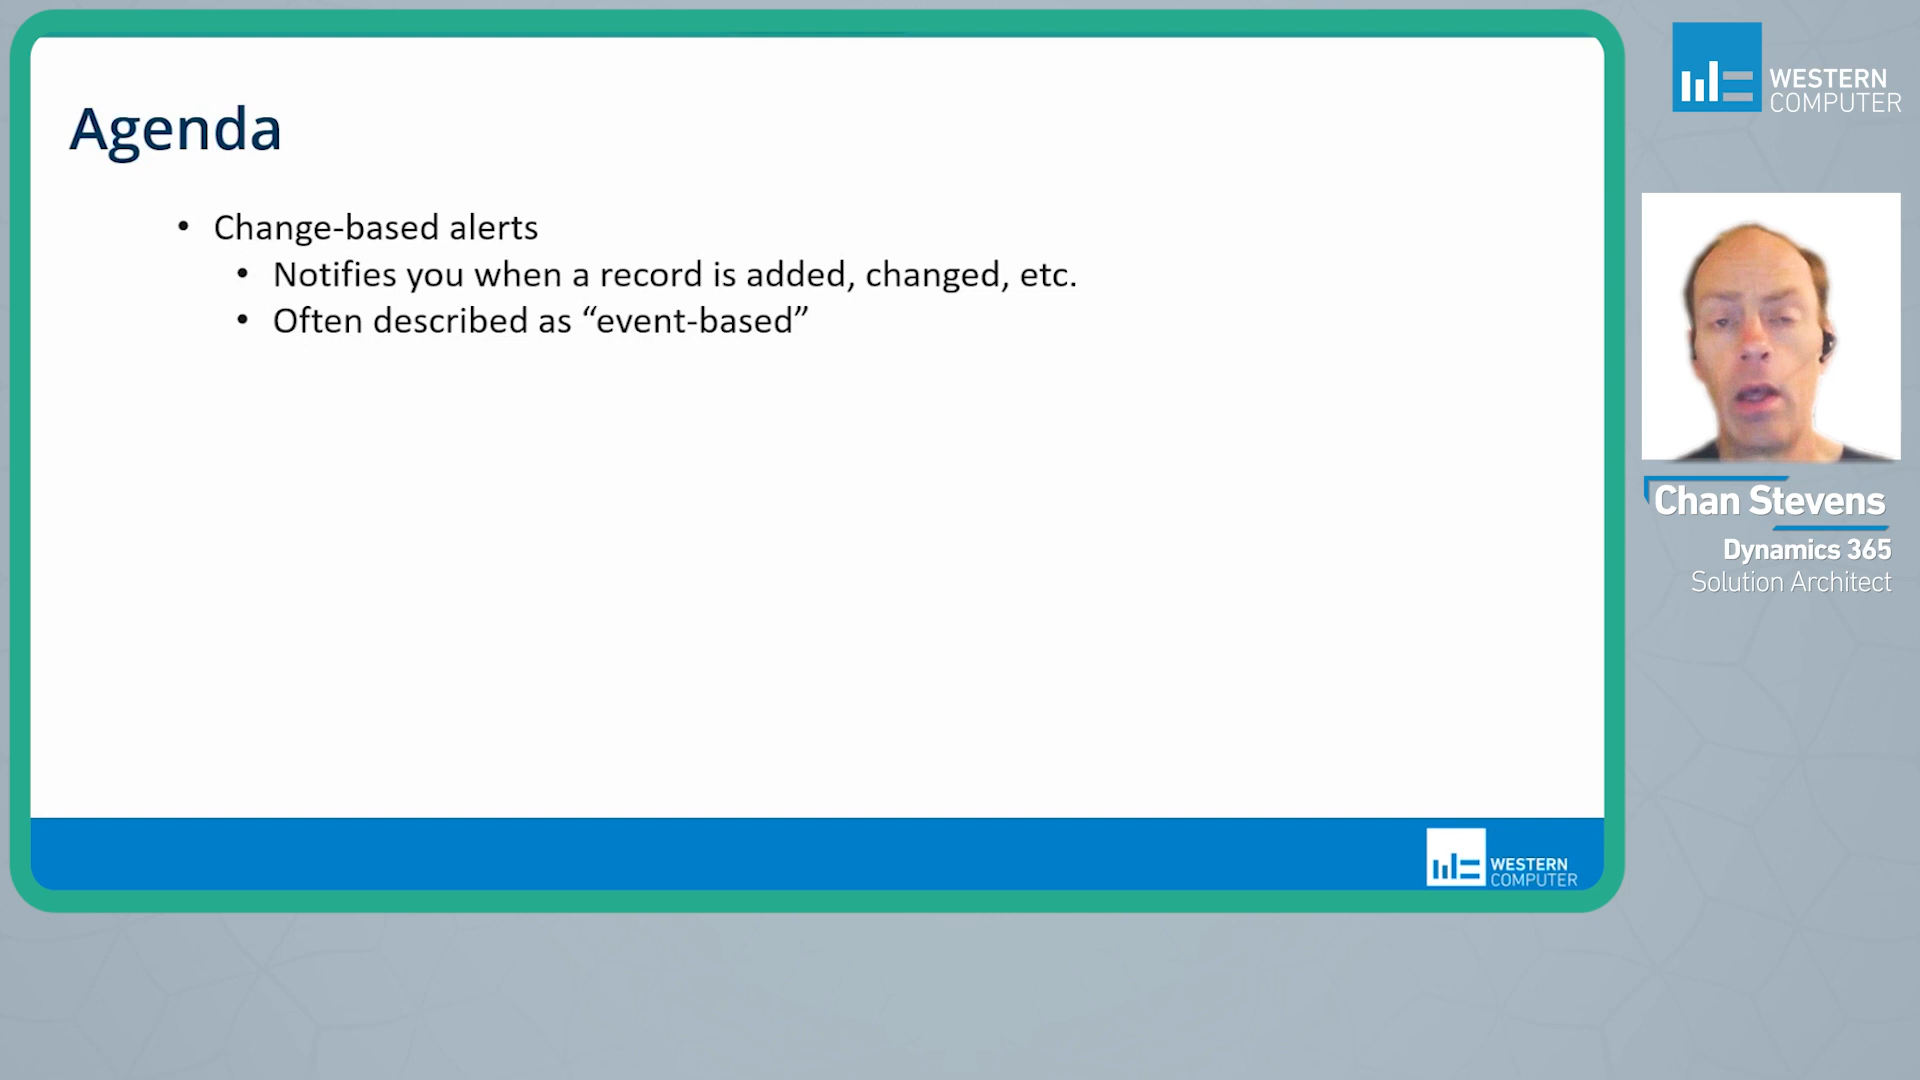 Agenda
• Change-based alerts
• Notifies you when a record is added, changed, etc.
• Often described as “event-based”
WESTERN
COMPUTER
WESTERN
COMPUTER
Chan Stevens
Dynamics 365
Solution Architect